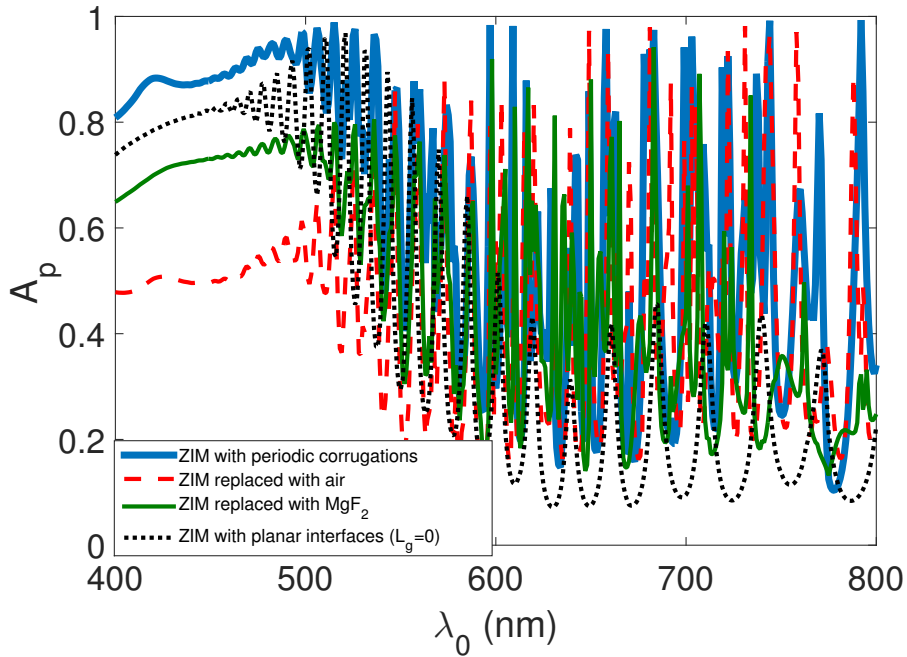 1
0.8
0.6
0.4
0.2
0
A_p
ZIM with periodic corrugations
ZIM replaced with air
ZIM replaced with MgF_2
ZIM with planar interfaces (L_g=0)
400 500 600 700 800
λ_0 (nm)